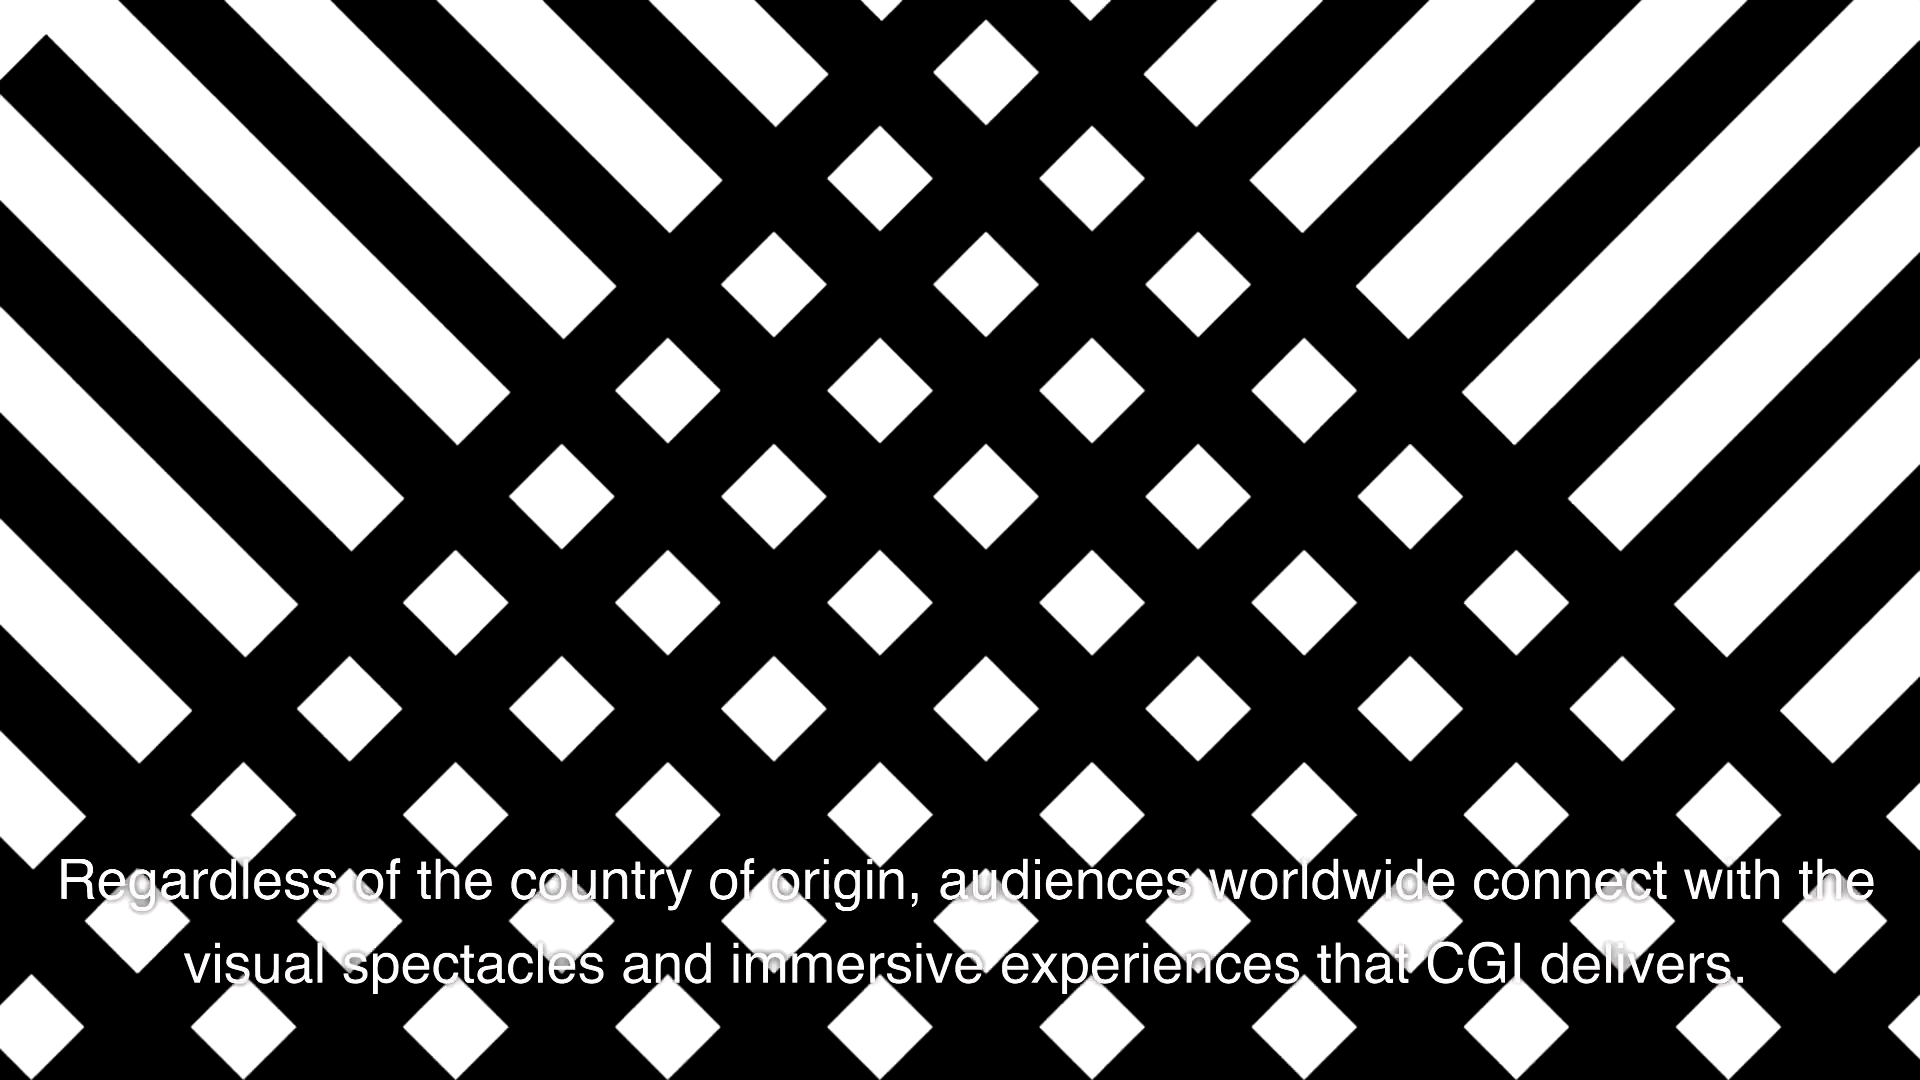 Regardless of the country of origin, audiences worldwide connect with the
visual spectacles and immersive experiences that CGI delivers.